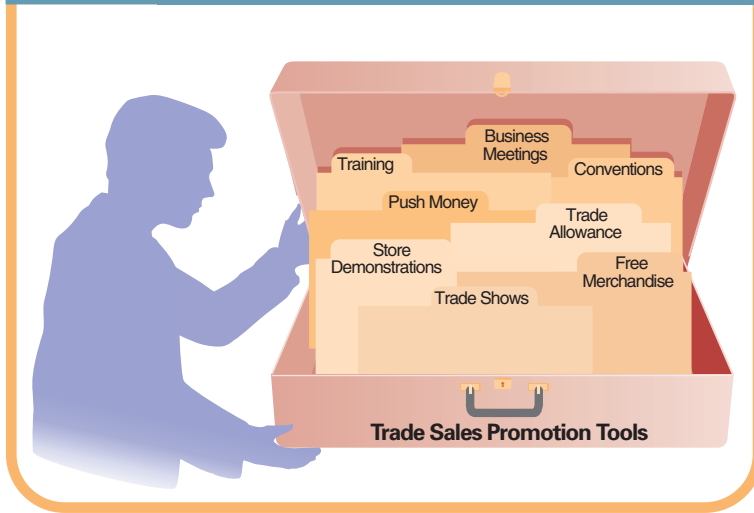 Business
Meetings
Training
Conventions
Push Money
Trade
Allowance
Store
Demonstrations
Free
Merchandise
Trade Shows
Trade Sales Promotion Tools